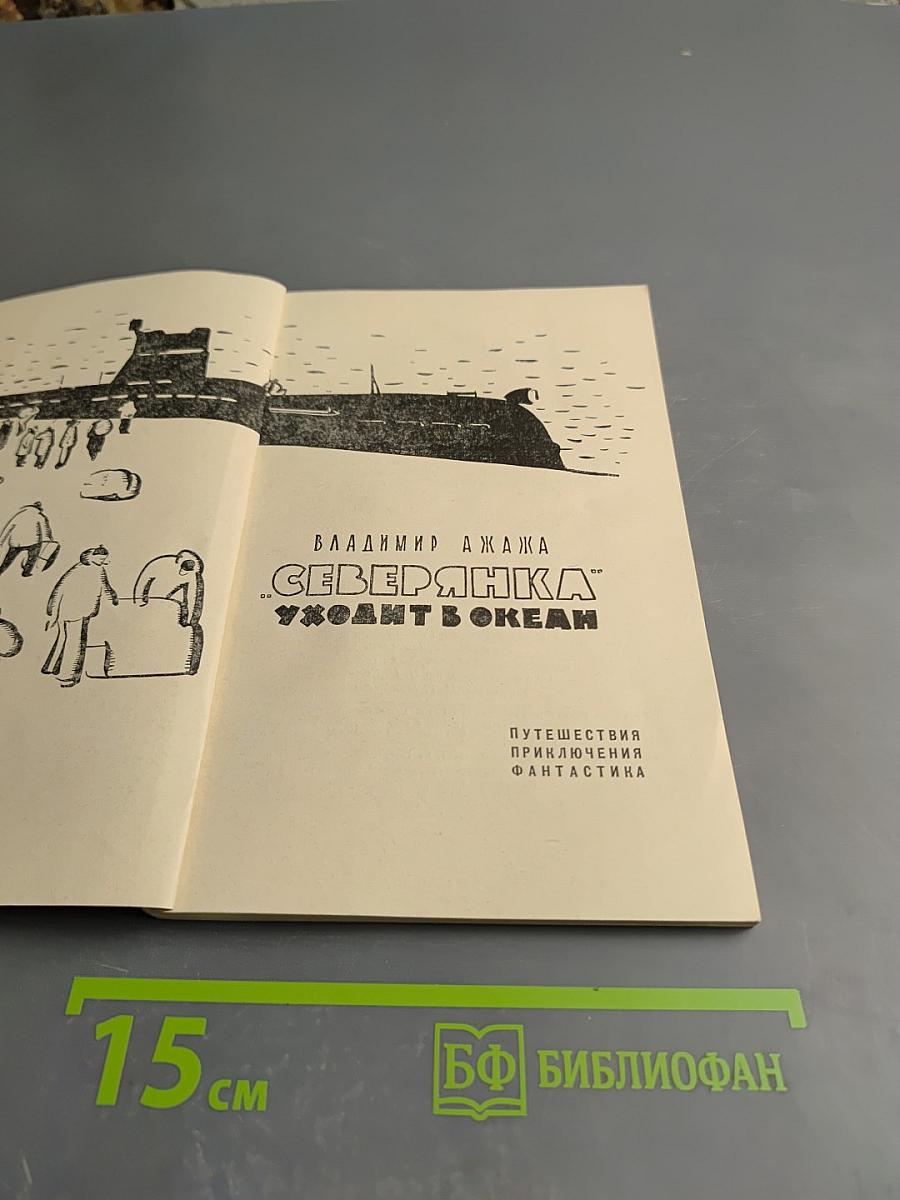 ВЛАДИМИР АЖАЖА
„СЕВЕРЯНКА“
УХОДИТ В ОКЕАН
ПУТЕШЕСТВИЯ
ПРИКЛЮЧЕНИЯ
ФАНТАСТИКА
15 см
БФ БИБЛИОФАН